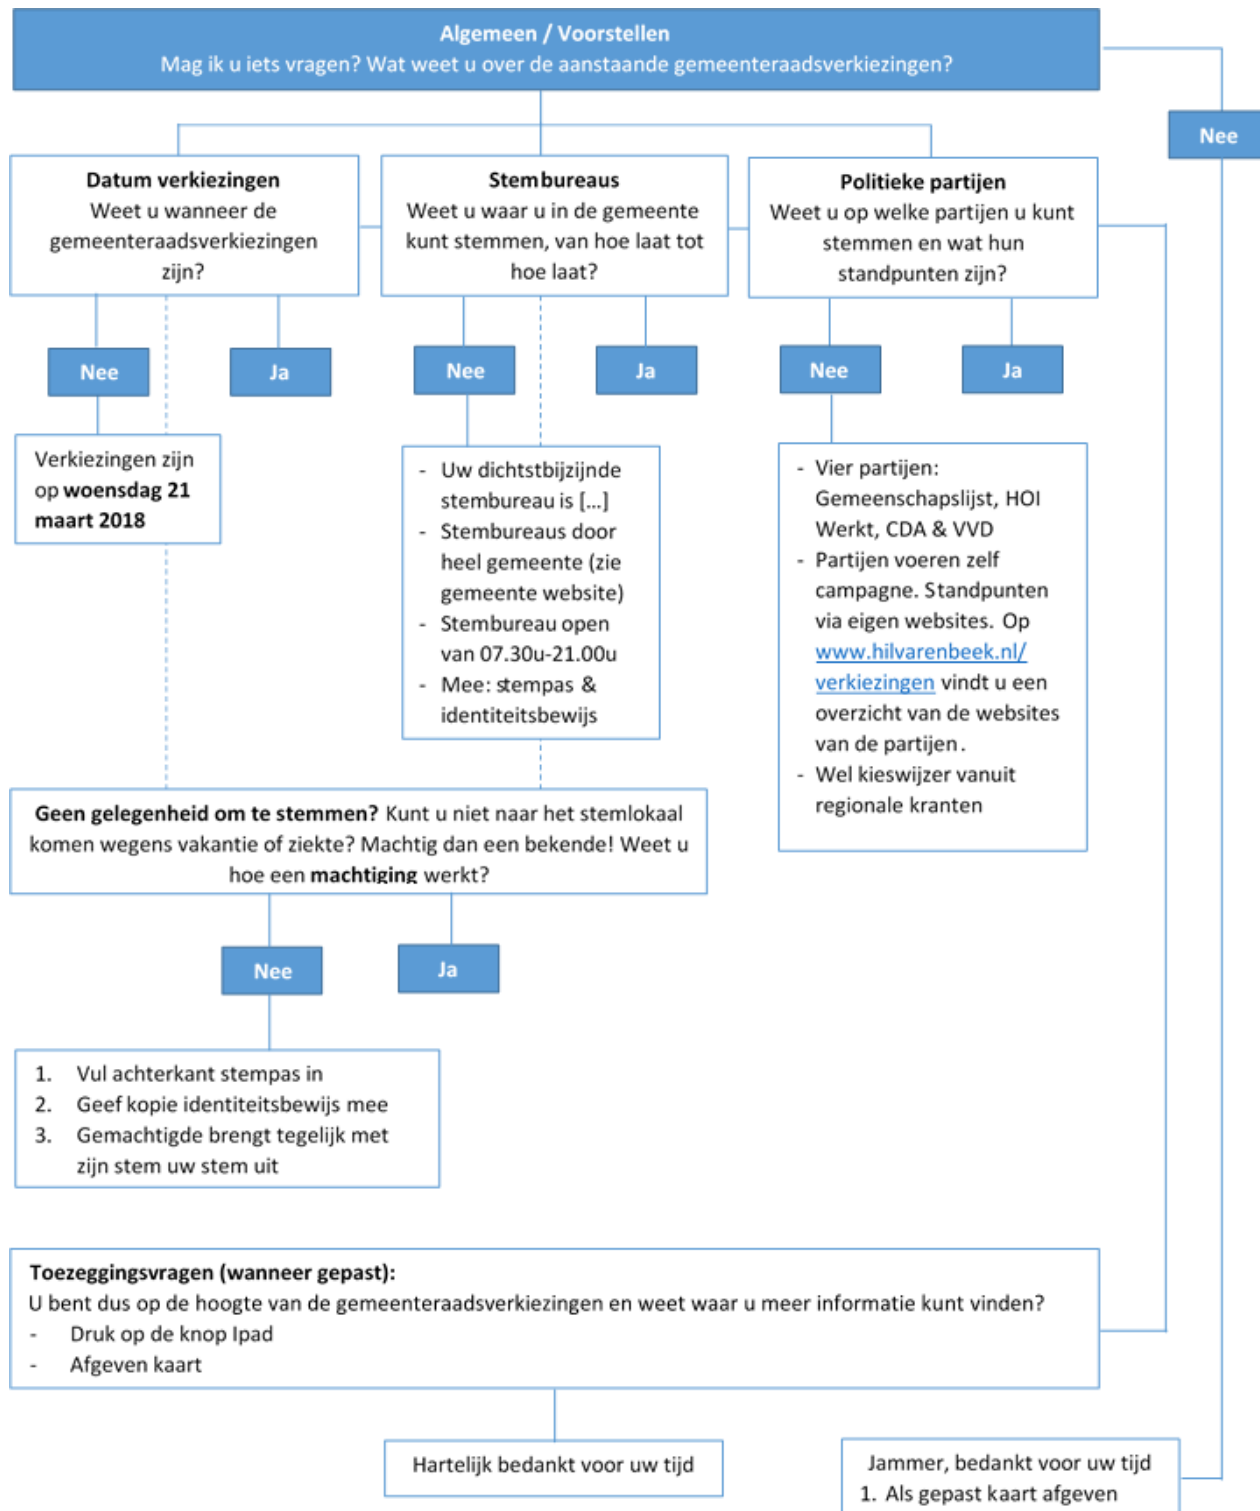 Algemeen / Voorstellen
Mag ik u iets vragen? Wat weet u over de aanstaande gemeenteraadsverkiezingen?
Nee
Datum verkiezingen
Weet u wanneer de
gemeenteraadsverkiezingen
zijn?
Stembureaus
Weet u waar u in de gemeente
kunt stemmen, van hoe laat tot
hoe laat?
Politieke partijen
Weet u op welke partijen u kunt
stemmen en wat hun
standpunten zijn?
Nee
Ja
Nee
Ja
Nee
Ja
Verkiezingen zijn
op woensdag 21
maart 2018
- Uw dichtstbijzijnde
stembureau is [...]
- Stembureaus door
heel gemeente (zie
gemeente website)
- Stembureau open
van 07.30u-21.00u
- Mee: stempas &
identiteitsbewijs
- Vier partijen:
Gemeenschapslijst, HOI
Werkt, CDA & VVD
- Partijen voeren zelf
campagne. Standpunten
via eigen websites. Op
www.hilvarenbeek.nl/
verkiezingen vindt u een
overzicht van de websites
van de partijen.
- Wel kieswijzer vanuit
regionale kranten
Geen gelegenheid om te stemmen? Kunt u niet naar het stemlokaal
komen wegens vakantie of ziekte? Machtig dan een bekende! Weet u
hoe een machtiging werkt?
Nee
Ja
1. Vul achterkant stempas in
2. Geef kopie identiteitsbewijs mee
3. Gemachtigde brengt tegelijk met
zijn stem uw stem uit
Toezeggingsvragen (wanneer gepast):
U bent dus op de hoogte van de gemeenteraadsverkiezingen en weet waar u meer informatie kunt vinden?
- Druk op de knop Ipad
- Afgeven kaart
Hartelijk bedankt voor uw tijd
Jammer, bedankt voor uw tijd
1. Als gepast kaart afgeven